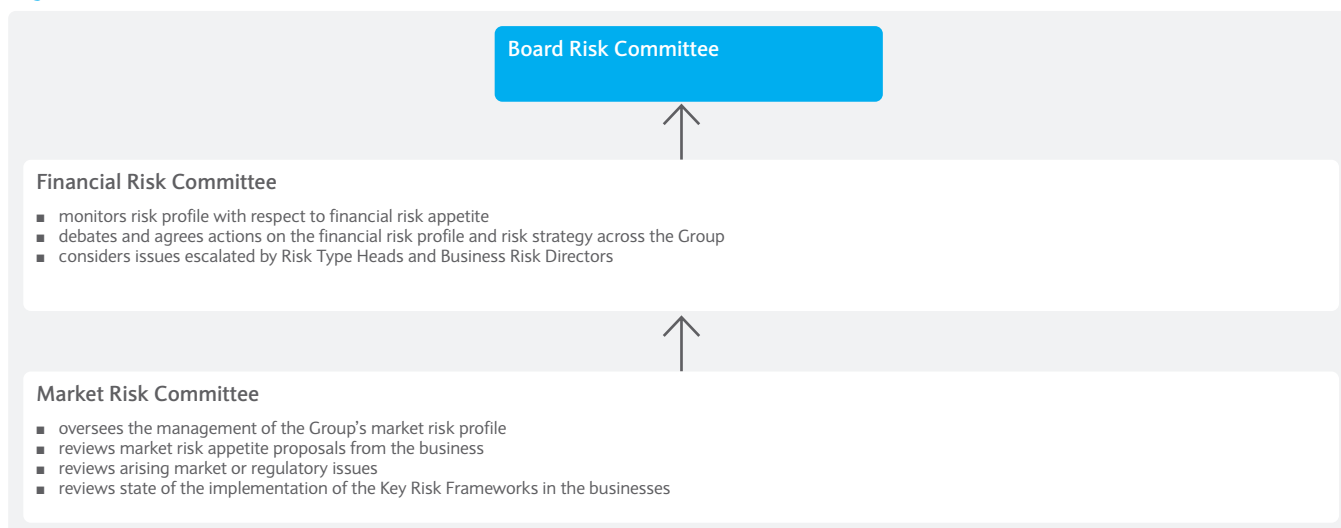 Board Risk Committee
Financial Risk Committee
■ monitors risk profile with respect to financial risk appetite
■ debates and agrees actions on the financial risk profile and risk strategy across the Group
■ considers issues escalated by Risk Type Heads and Business Risk Directors
Market Risk Committee
■ oversees the management of the Group’s market risk profile
■ reviews market risk appetite proposals from the business
■ reviews arising market or regulatory issues
■ reviews state of the implementation of the Key Risk Frameworks in the businesses